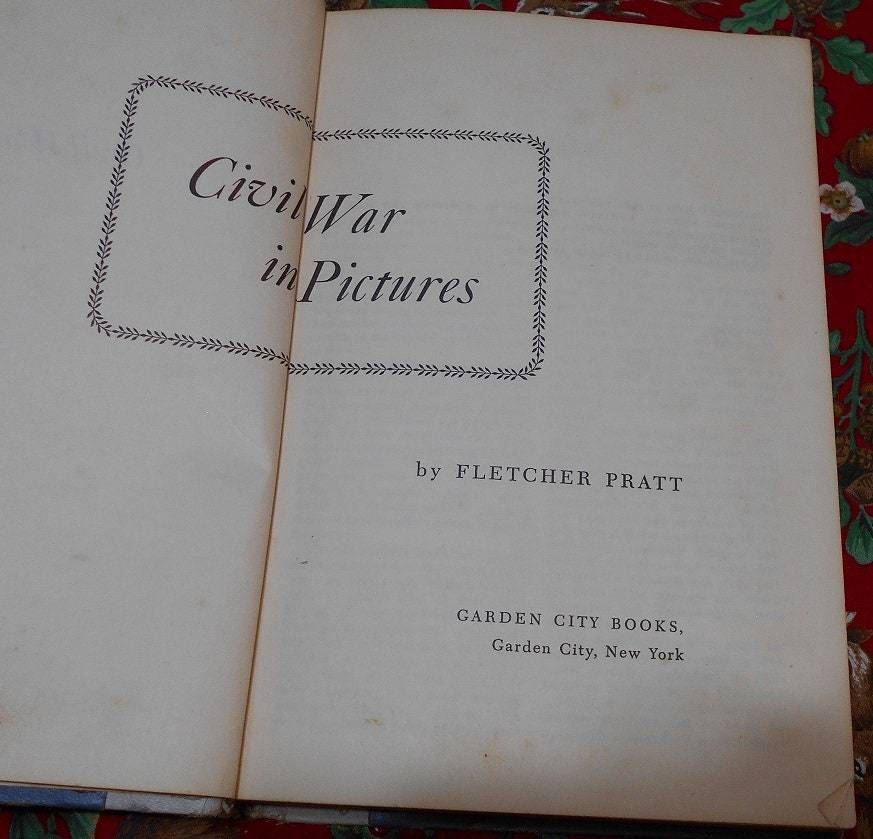 Civil War
in Pictures
by FLETCHER PRATT
GARDEN CITY BOOKS,
Garden City, New York